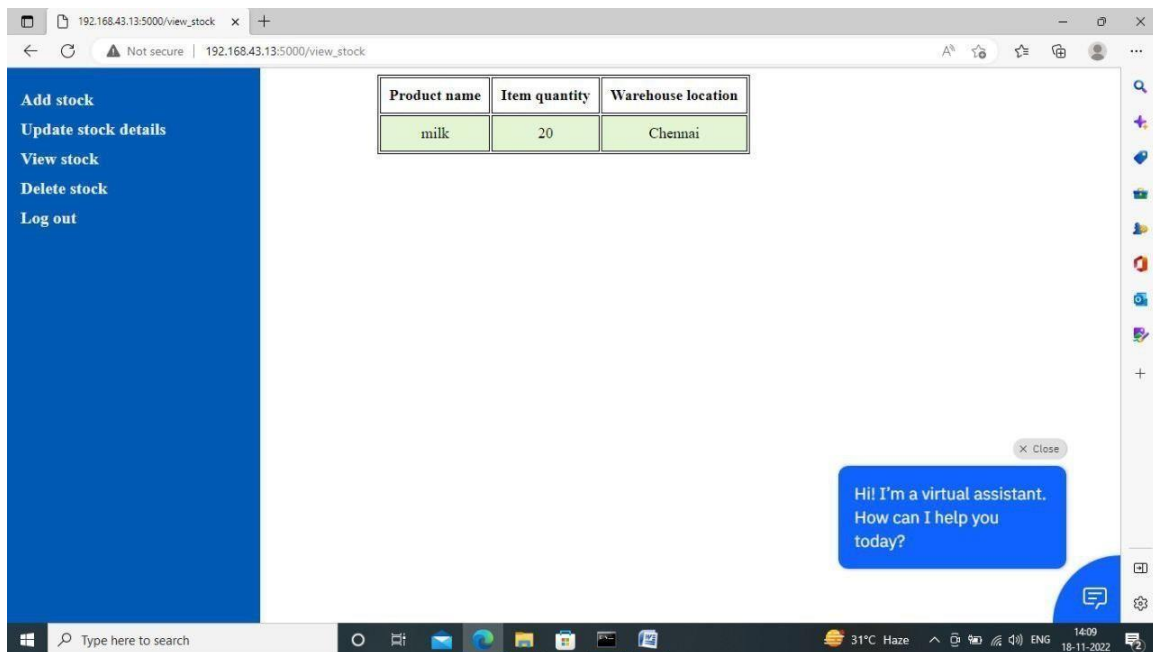 192.168.43.13:5000/view_stock
Not secure | 192.168.43.13:5000/view_stock
Add stock
Update stock details
View stock
Delete stock
Log out
Product name Item quantity Warehouse location
milk 20 Chennai
× Close
Hi! I'm a virtual assistant.
How can I help you
today?
Type here to search
31°C Haze
ENG
14:09
18-11-2022
2